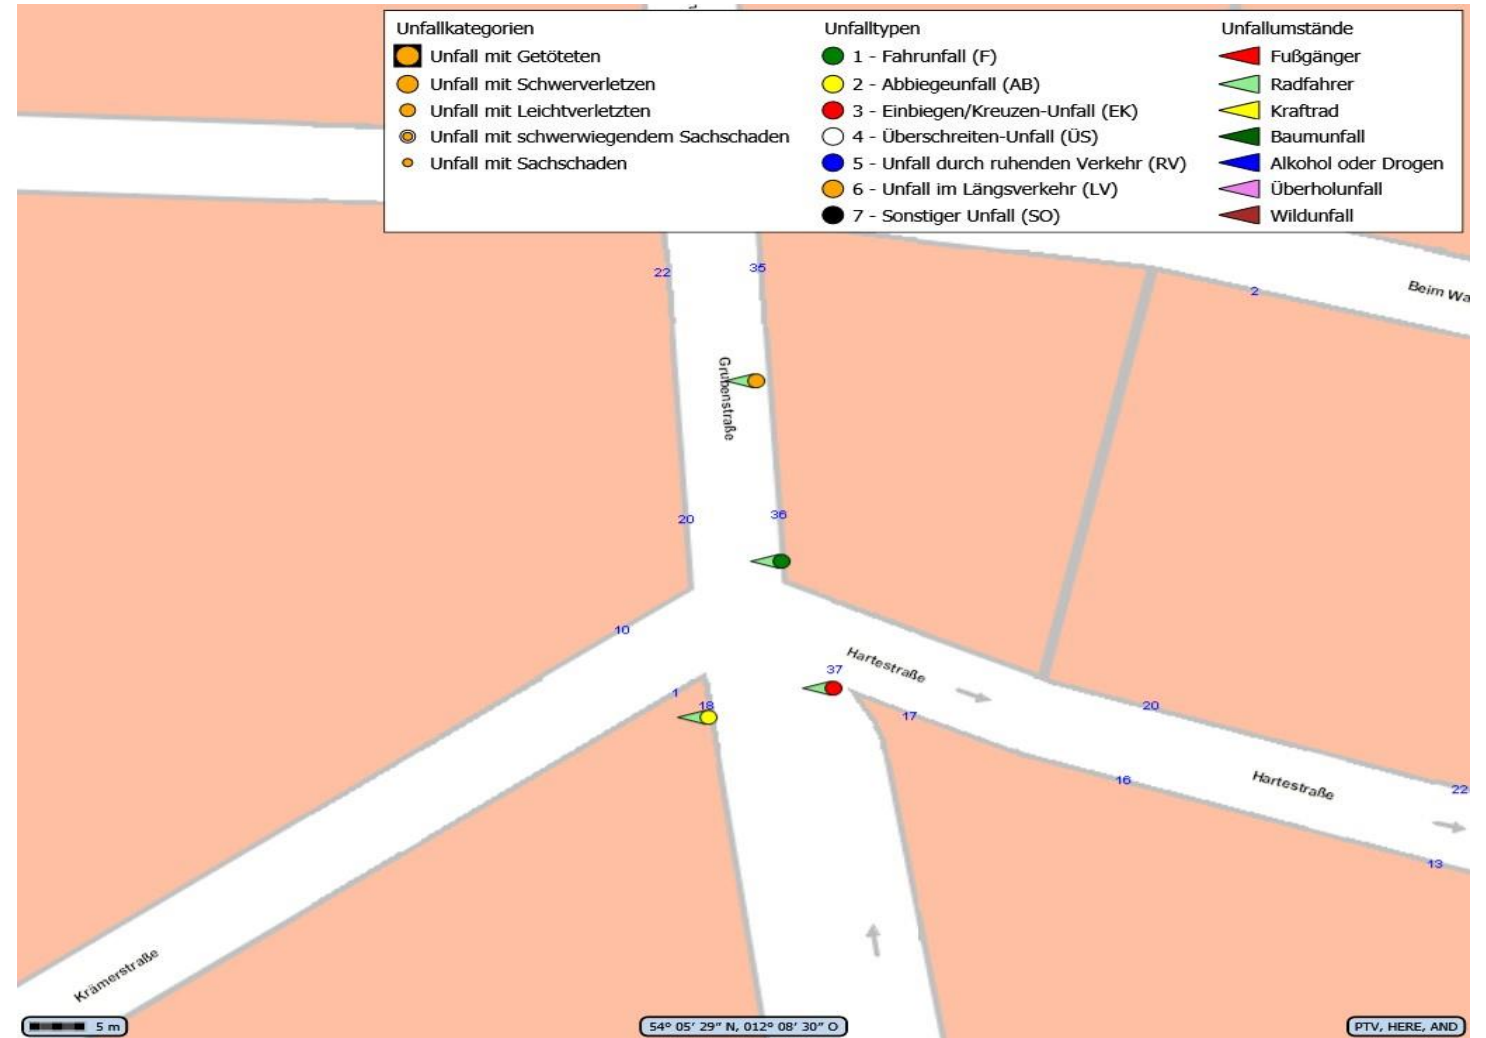 Unfallkategorien
Unfall mit Getöteten
Unfall mit Schwerverletzen
Unfall mit Leichtverletzten
Unfall mit schwerwiegendem Sachschaden
Unfall mit Sachschaden
Unfalltypen
1 - Fahrunfall (F)
2 - Abbiegeunfall (AB)
3 - Einbiegen/Kreuzen-Unfall (EK)
4 - Überschreiten-Unfall (ÜS)
5 - Unfall durch ruhenden Verkehr (RV)
6 - Unfall im Längsverkehr (LV)
7 - Sonstiger Unfall (SO)
Unfallumstände
Fußgänger
Radfahrer
Kraftrad
Baumunfall
Alkohol oder Drogen
Überholunfall
Wildunfall
22
35
2
Beim Wa
Grubenstraße
20
36
10
Hartestraße
37
1
18
17
20
16
Hartestraße
22
13
Krämerstraße
5 m
54° 05' 29" N, 012° 08' 30" O
PTV, HERE, AND